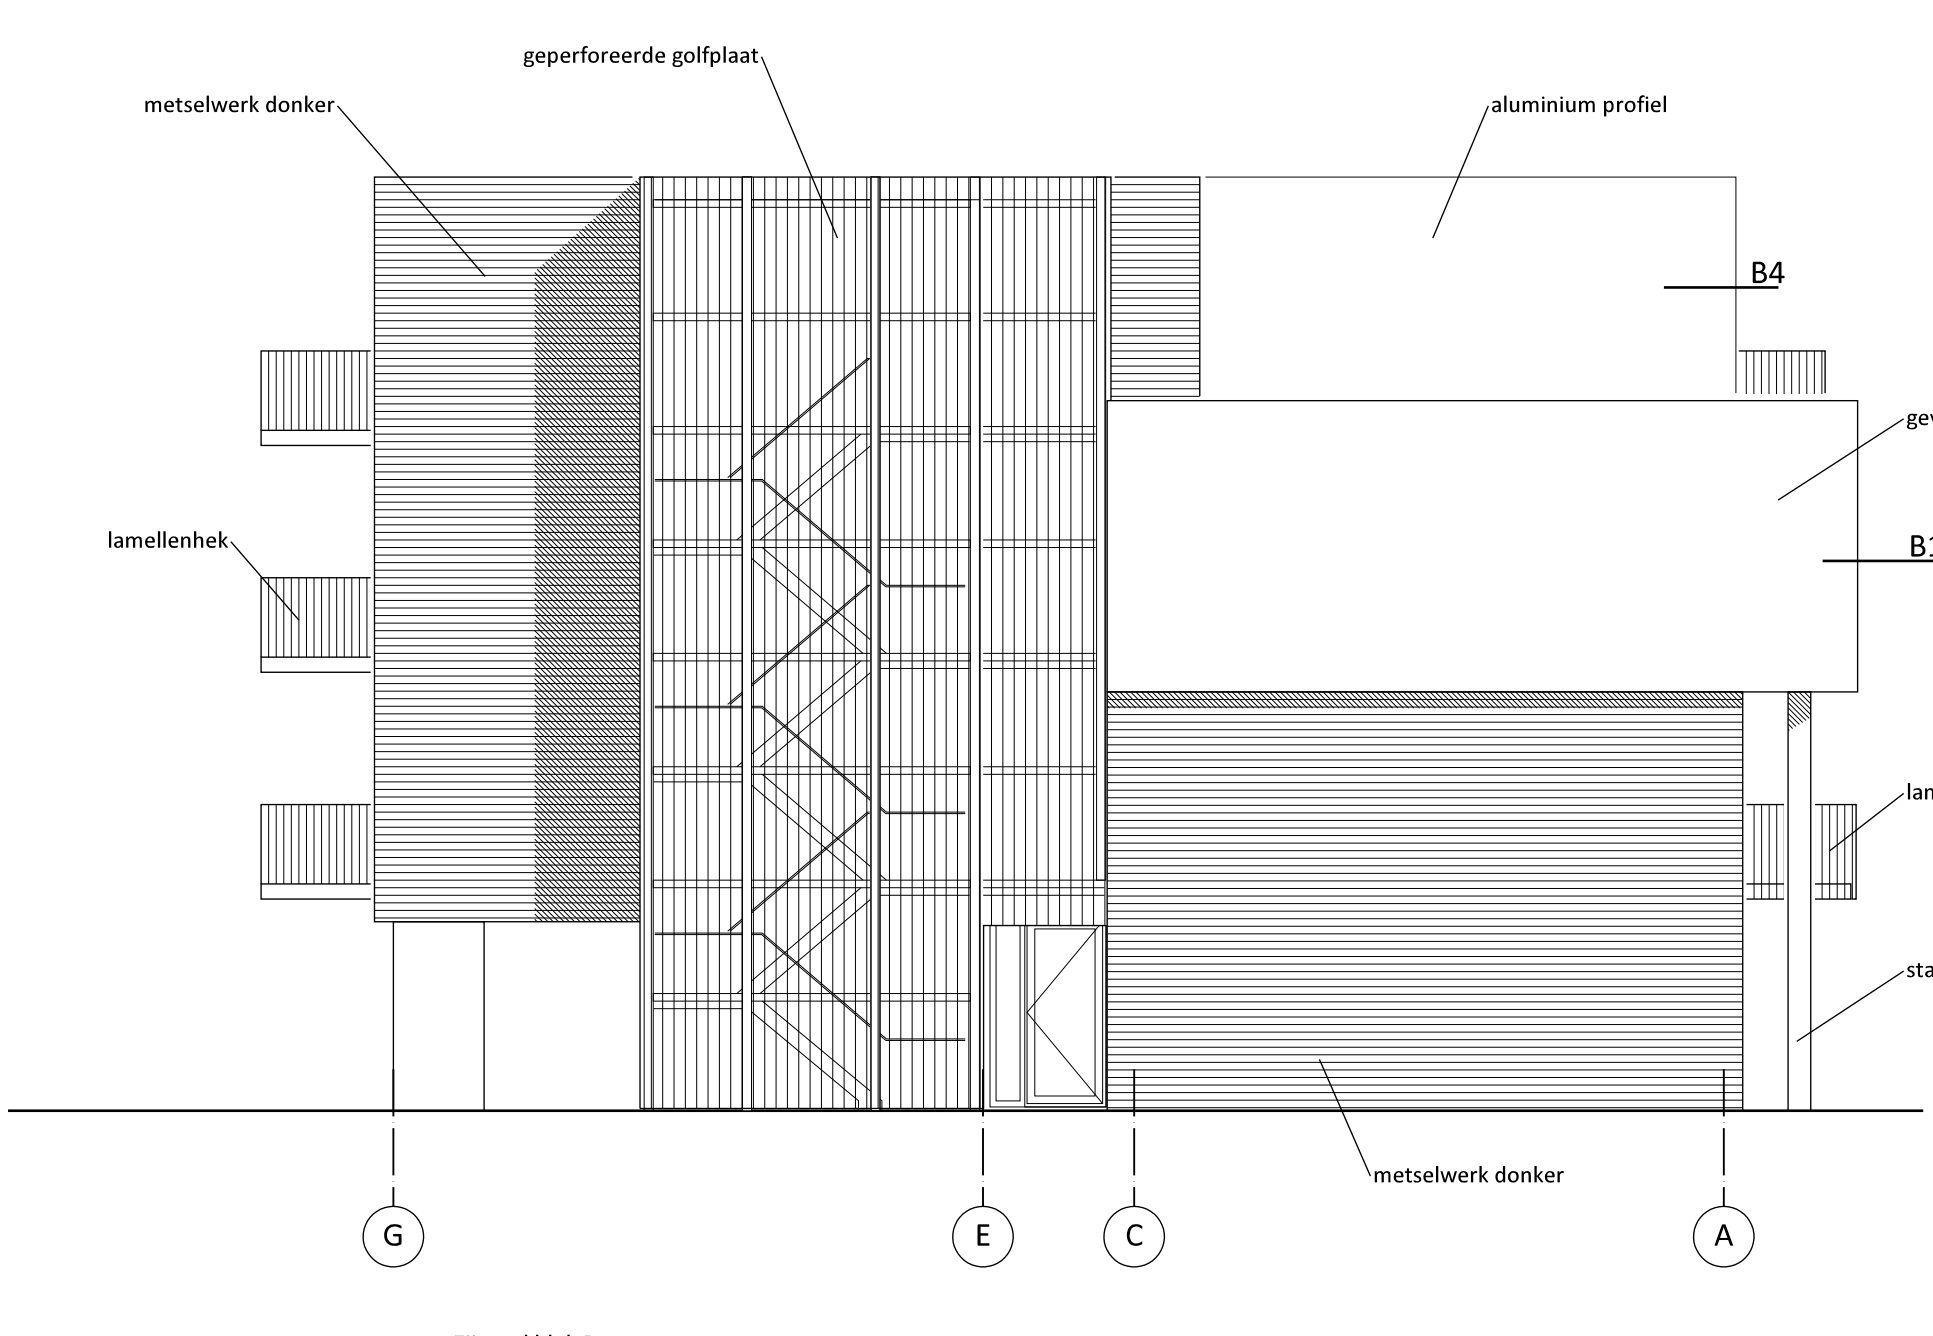 geperforeerde golfplaat
metselwerk donker
aluminium profiel
B4
lamellenhek
metselwerk donker
G
E
C
A